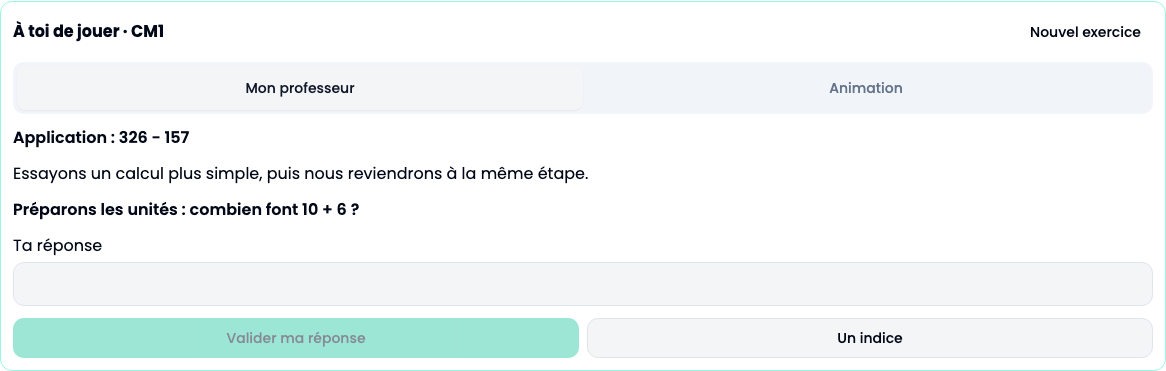 À toi de jouer · CM1
Nouvel exercice
Mon professeur
Animation
Application : 326 − 157
Essayons un calcul plus simple, puis nous reviendrons à la même étape.
Préparons les unités : combien font 10 + 6 ?
Ta réponse
Valider ma réponse
Un indice